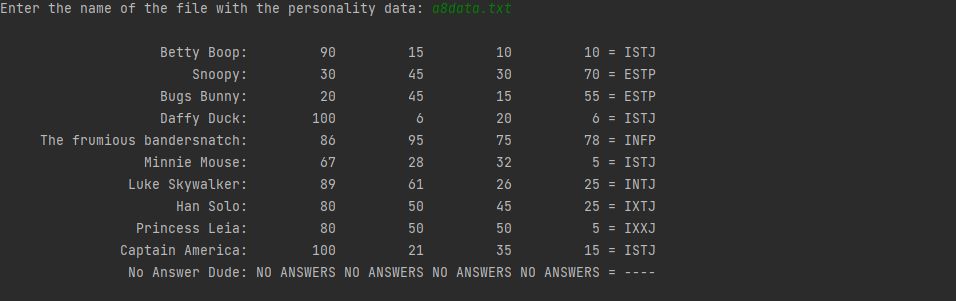 Enter the name of the file with the personality data: a8data.txt
Betty Boop: 90 15 10 10 = ISTJ
Snoopy: 30 45 30 70 = ESTP
Bugs Bunny: 20 45 15 55 = ESTP
Daffy Duck: 100 6 20 6 = ISTJ
The frumious bandersnatch: 86 95 75 78 = INFP
Minnie Mouse: 67 28 32 5 = ISTJ
Luke Skywalker: 89 61 26 25 = INTJ
Han Solo: 80 50 45 25 = IXTJ
Princess Leia: 80 50 50 5 = IXXJ
Captain America: 100 21 35 15 = ISTJ
No Answer Dude: NO ANSWERS NO ANSWERS NO ANSWERS NO ANSWERS = ----